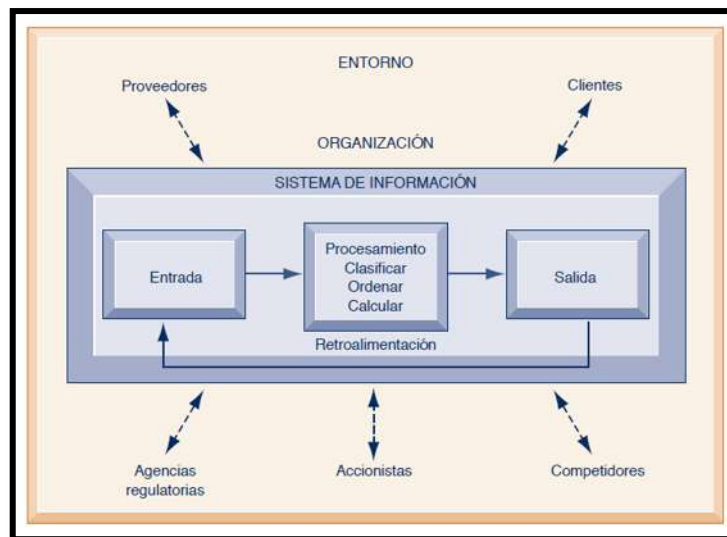 ENTORNO
Proveedores
Clientes
ORGANIZACIÓN
SISTEMA DE INFORMACIÓN
Entrada
Procesamiento
Clasificar
Ordenar
Calcular
Salida
Retroalimentación
Agencias
regulatorias
Accionistas
Competidores